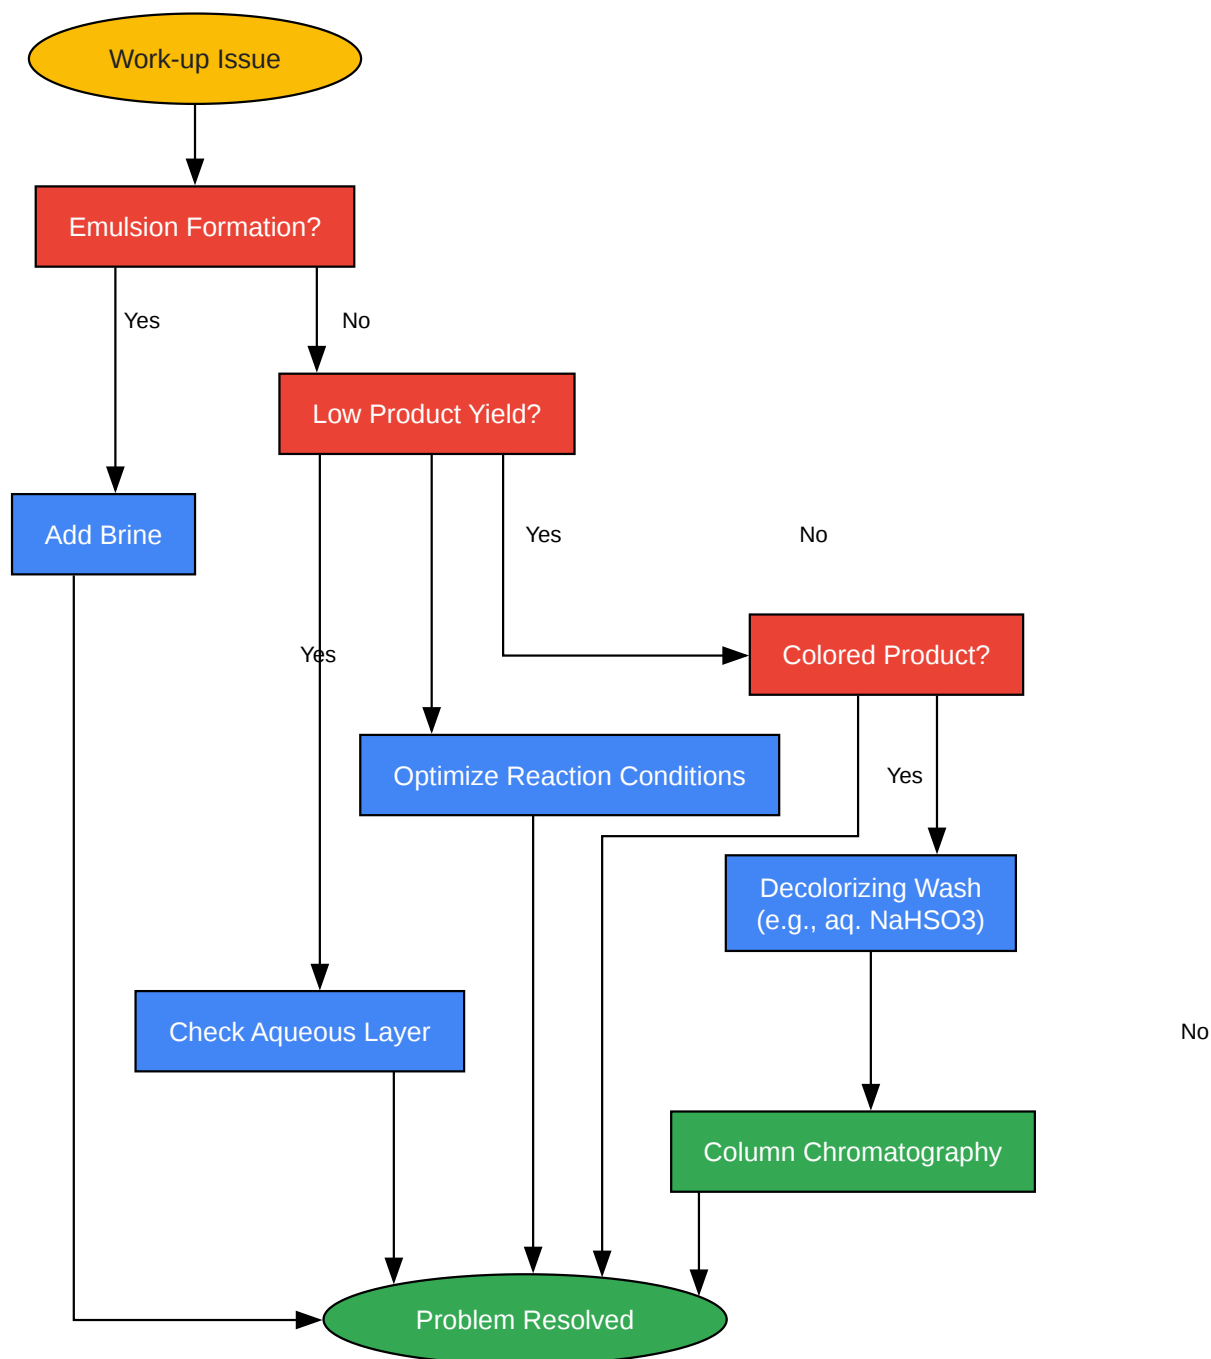 Work-up Issue
Emulsion Formation?
Yes
No
Low Product Yield?
Add Brine
Yes
No
Yes
Colored Product?
Optimize Reaction Conditions
Yes
Decolorizing Wash
(e.g., aq. NaHSO3)
Check Aqueous Layer
No
Column Chromatography
Problem Resolved